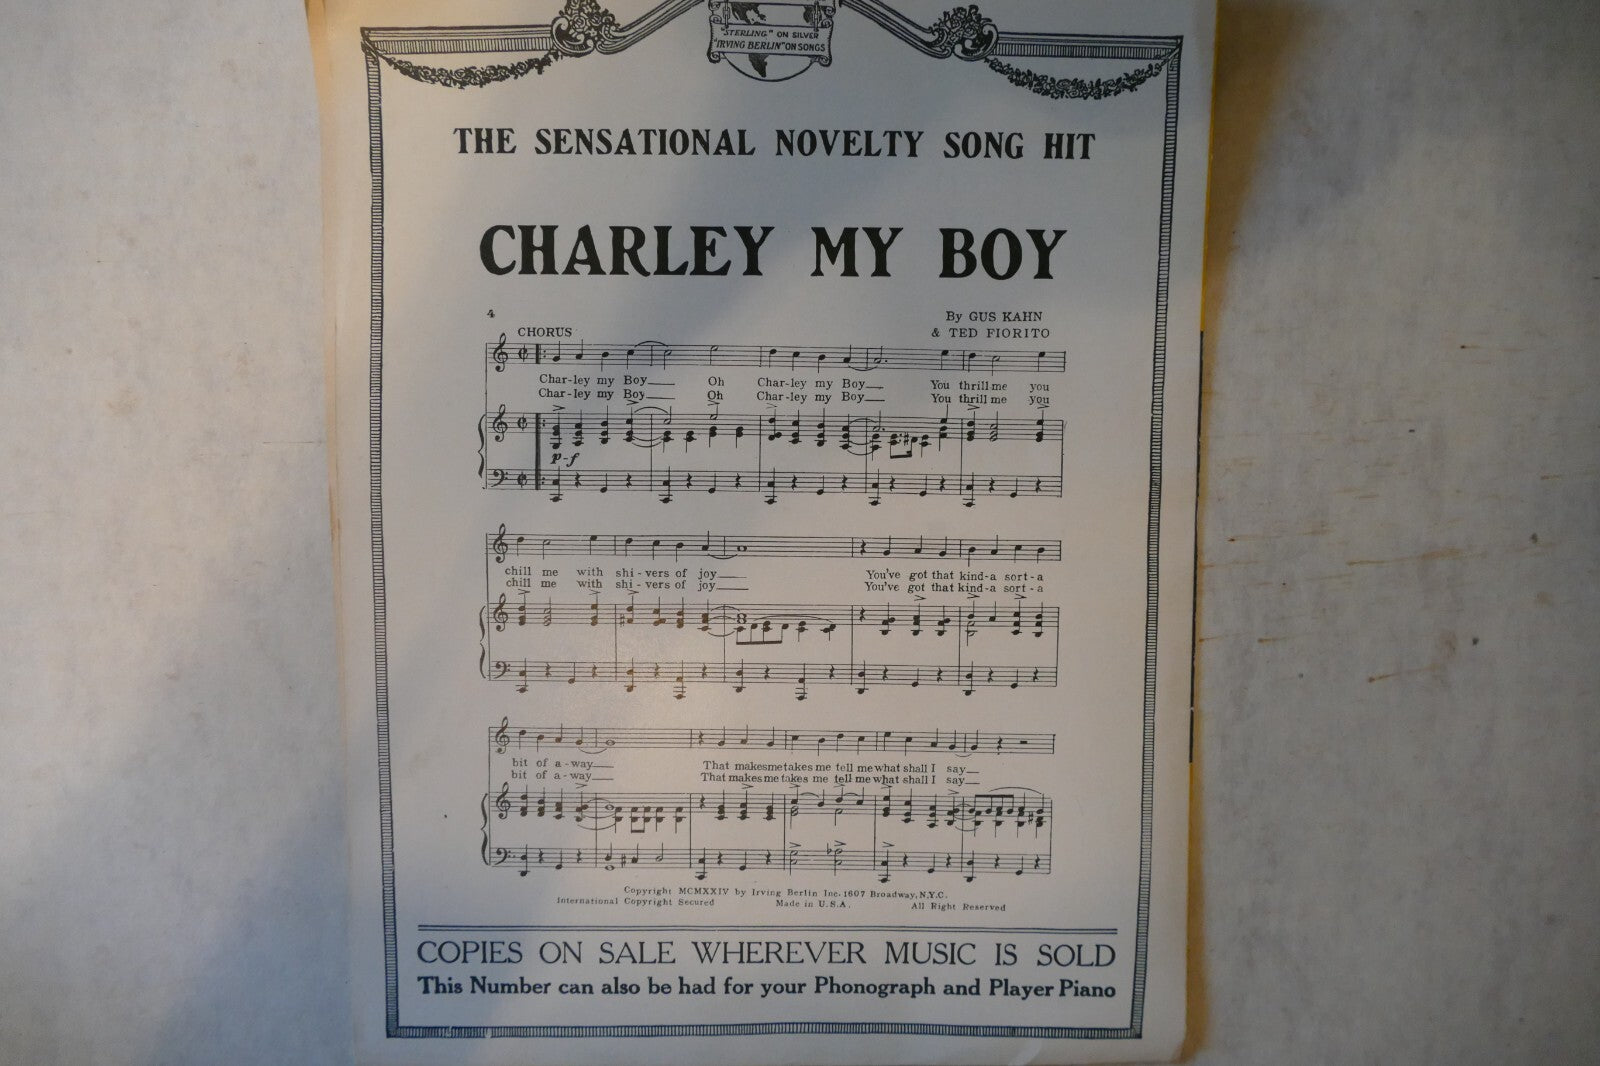 "STERLING" ON SILVER
"IRVING BERLIN" ON SONGS
THE SENSATIONAL NOVELTY SONG HIT
CHARLEY MY BOY
4
By GUS KAHN
& TED FIORITO
CHORUS
Char-ley my Boy Oh Char-ley my Boy You thrill me you
Char-ley my Boy Oh Char-ley my Boy You thrill me you
p-f
chill me with shi-vers of joy You've got that kind-a sort-a
chill me with shi-vers of joy You've got that kind-a sort-a
bit of a-way That makes me takes me tell me what shall I say
bit of a-way That makes me takes me tell me what shall I say
Copyright MCMXXIV by Irving Berlin Inc. 1607 Broadway, N.Y.C.
International Copyright Secured Made in U.S.A. All Right Reserved
COPIES ON SALE WHEREVER MUSIC IS SOLD
This Number can also be had for your Phonograph and Player Piano